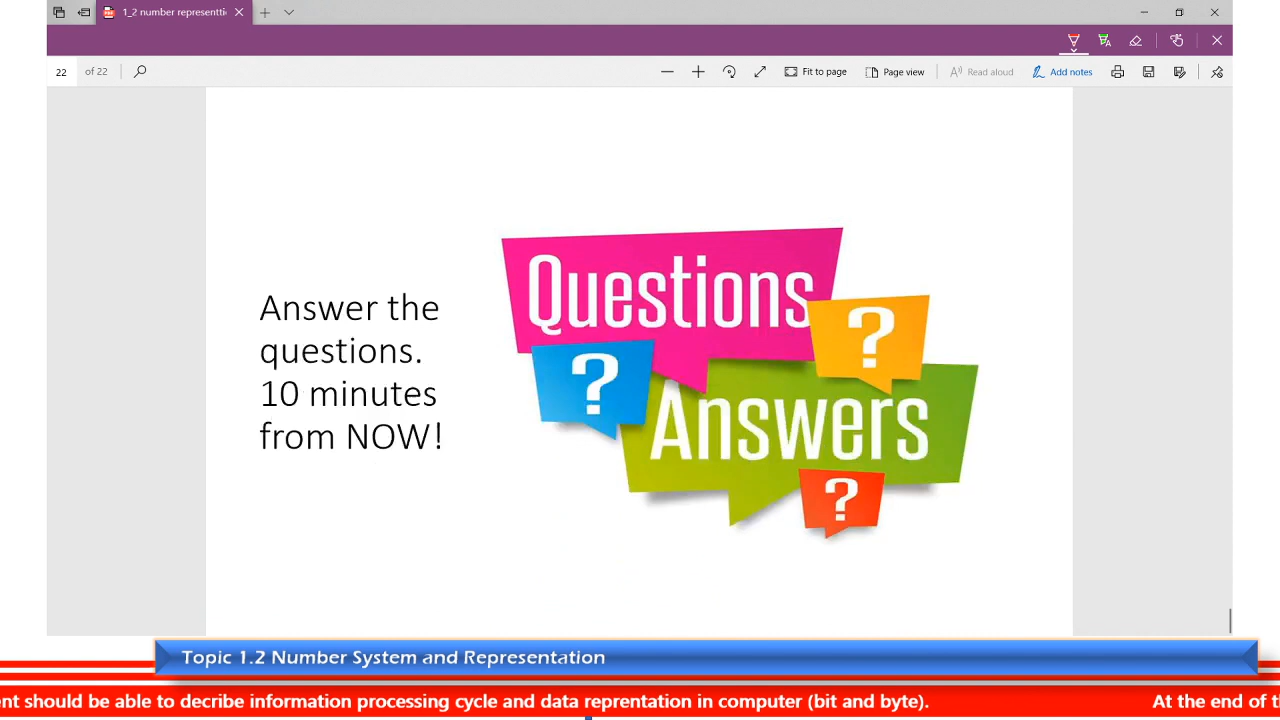 1_2 number representti
22 of 22
Fit to page
Page view
Read aloud
Add notes
Answer the
questions.
10 minutes
from NOW!
Questions
?
?
Answers
?
Topic 1.2 Number System and Representation
nt should be able to decribe information processing cycle and data reprentation in computer (bit and byte).
At the end of t